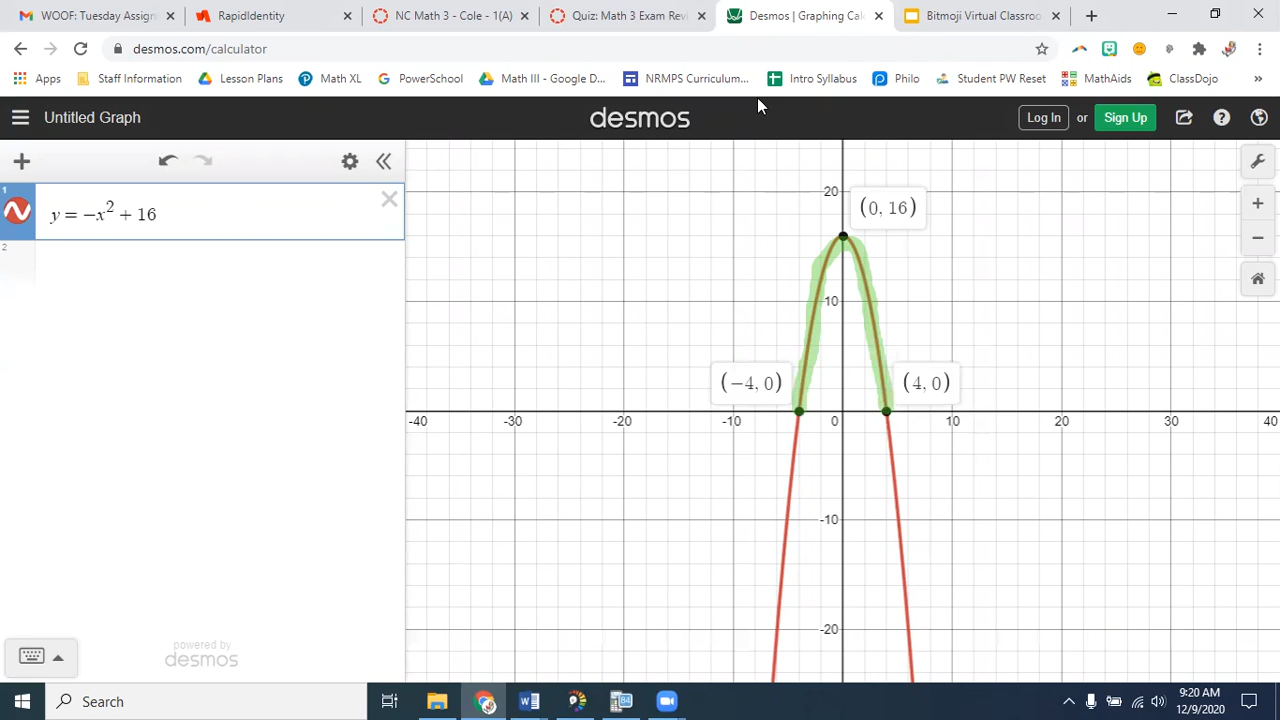 WOOF: Tuesday Assign
RapidIdentity
NC Math 3 - Cole - 1(A)
Quiz: Math 3 Exam Rev
Desmos | Graphing Cal
Bitmoji Virtual Classroo
desmos.com/calculator
Apps
Staff Information
Lesson Plans
Math XL
PowerSchool
Math III - Google D...
NRMPS Curriculum...
Intro Syllabus
Philo
Student PW Reset
MathAids
ClassDojo
Untitled Graph
desmos
Log In or Sign Up
1
y = −x² + 16
2
20
(0, 16)
10
(−4, 0)
(4, 0)
-40 -30 -20 -10 0 10 20 30 40
-10
-20
powered by
desmos
Search
9:20 AM
12/9/2020